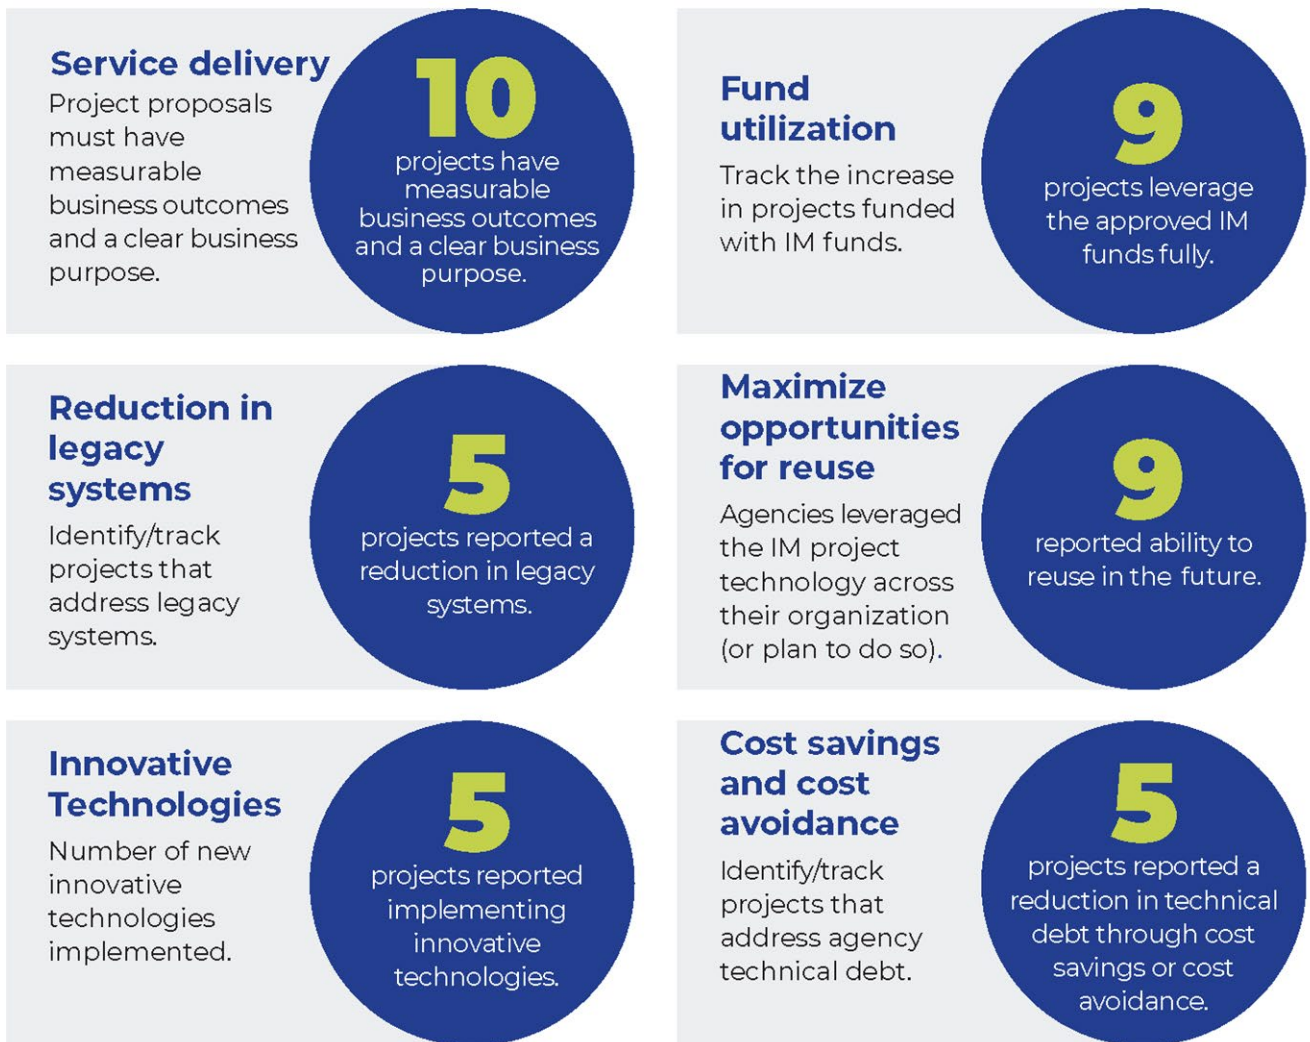 Service delivery
Project proposals
must have
measurable
business outcomes
and a clear business
purpose.
10
projects have
measurable
business outcomes
and a clear business
purpose.
Fund
utilization
Track the increase
in projects funded
with IM funds.
9
projects leverage
the approved IM
funds fully.
Reduction in
legacy
systems
Identify/track
projects that
address legacy
systems.
5
projects reported a
reduction in legacy
systems.
Maximize
opportunities
for reuse
Agencies leveraged
the IM project
technology across
their organization
(or plan to do so).
9
reported ability to
reuse in the future.
Innovative
Technologies
Number of new
innovative
technologies
implemented.
5
projects reported
implementing
innovative
technologies.
Cost savings
and cost
avoidance
Identify/track
projects that
address agency
technical debt.
5
projects reported a
reduction in technical
debt through cost
savings or cost
avoidance.